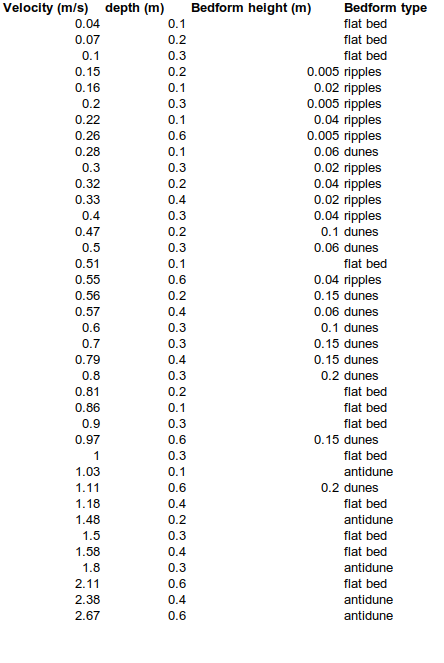 Velocity (m/s) depth (m) Bedform height (m) Bedform type
0.04 0.1 flat bed
0.07 0.2 flat bed
0.1 0.3 flat bed
0.15 0.2 0.005 ripples
0.16 0.1 0.02 ripples
0.2 0.3 0.005 ripples
0.22 0.1 0.04 ripples
0.26 0.6 0.005 ripples
0.28 0.1 0.06 dunes
0.3 0.3 0.02 ripples
0.32 0.2 0.04 ripples
0.33 0.4 0.02 ripples
0.4 0.3 0.04 ripples
0.47 0.2 0.1 dunes
0.5 0.3 0.06 dunes
0.51 0.1 flat bed
0.55 0.6 0.04 ripples
0.56 0.2 0.15 dunes
0.57 0.4 0.06 dunes
0.6 0.3 0.1 dunes
0.7 0.3 0.15 dunes
0.79 0.4 0.15 dunes
0.8 0.3 0.2 dunes
0.81 0.2 flat bed
0.86 0.1 flat bed
0.9 0.3 flat bed
0.97 0.6 0.15 dunes
1 0.3 flat bed
1.03 0.1 antidune
1.11 0.6 0.2 dunes
1.18 0.4 flat bed
1.48 0.2 antidune
1.5 0.3 flat bed
1.58 0.4 flat bed
1.8 0.3 antidune
2.11 0.6 flat bed
2.38 0.4 antidune
2.67 0.6 antidune